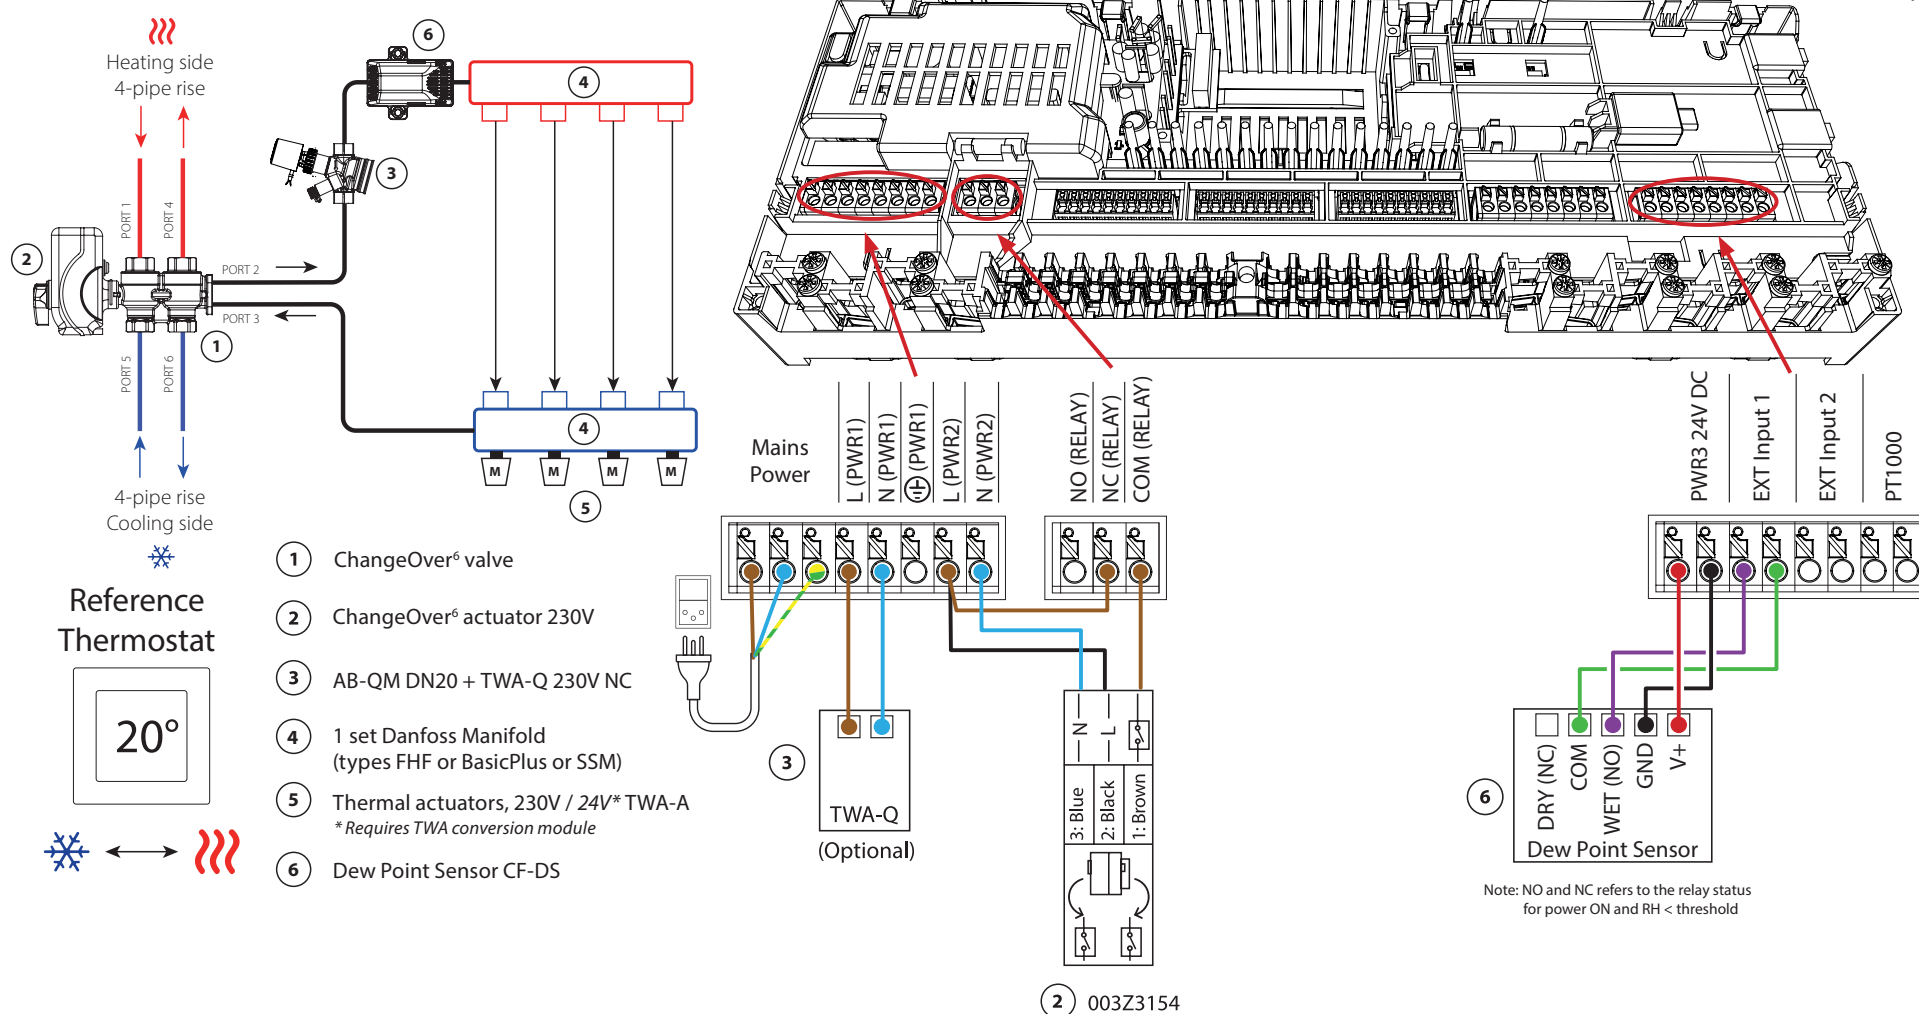 Heating side
4-pipe rise
6
4
3
PORT 1
PORT 4
2
PORT 2
PORT 3
1
PORT 5
PORT 6
4
M
M
M
M
5
4-pipe rise
Cooling side
Reference
Thermostat
20°
1 ChangeOver⁶ valve
2 ChangeOver⁶ actuator 230V
3 AB-QM DN20 + TWA-Q 230V NC
4 1 set Danfoss Manifold
(types FHF or BasicPlus or SSM)
5 Thermal actuators, 230V / 24V* TWA-A
* Requires TWA conversion module
6 Dew Point Sensor CF-DS
Mains
Power
L (PWR1)
N (PWR1)
(PWR1)
L (PWR2)
N (PWR2)
NO (RELAY)
NC (RELAY)
COM (RELAY)
PWR3 24V DC
EXT Input 1
EXT Input 2
PT1000
3
TWA-Q
(Optional)
N
L
3: Blue
2: Black
1: Brown
2 003Z3154
6
DRY (NC)
COM
WET (NO)
GND
V+
Dew Point Sensor
Note: NO and NC refers to the relay status
for power ON and RH < threshold